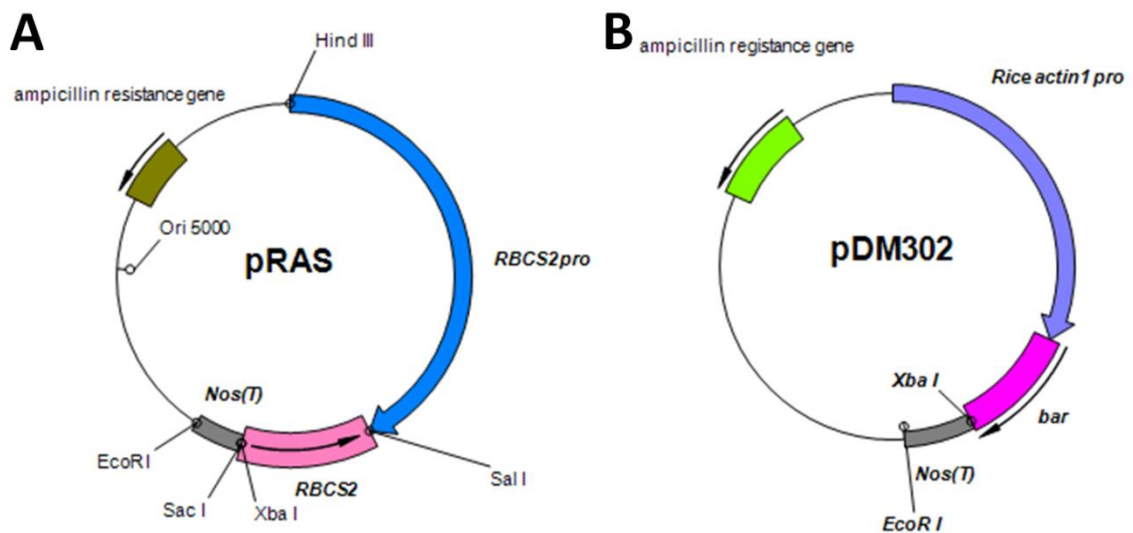 A
Hind III
ampicillin resistance gene
Ori 5000
pRAS
RBCS2pro
Nos(T)
EcoRI
Sac I
Xba I
RBCS2
Sal I
B
ampicillin registance gene
Rice actin1 pro
pDM302
Xba I
bar
Nos(T)
EcoR I